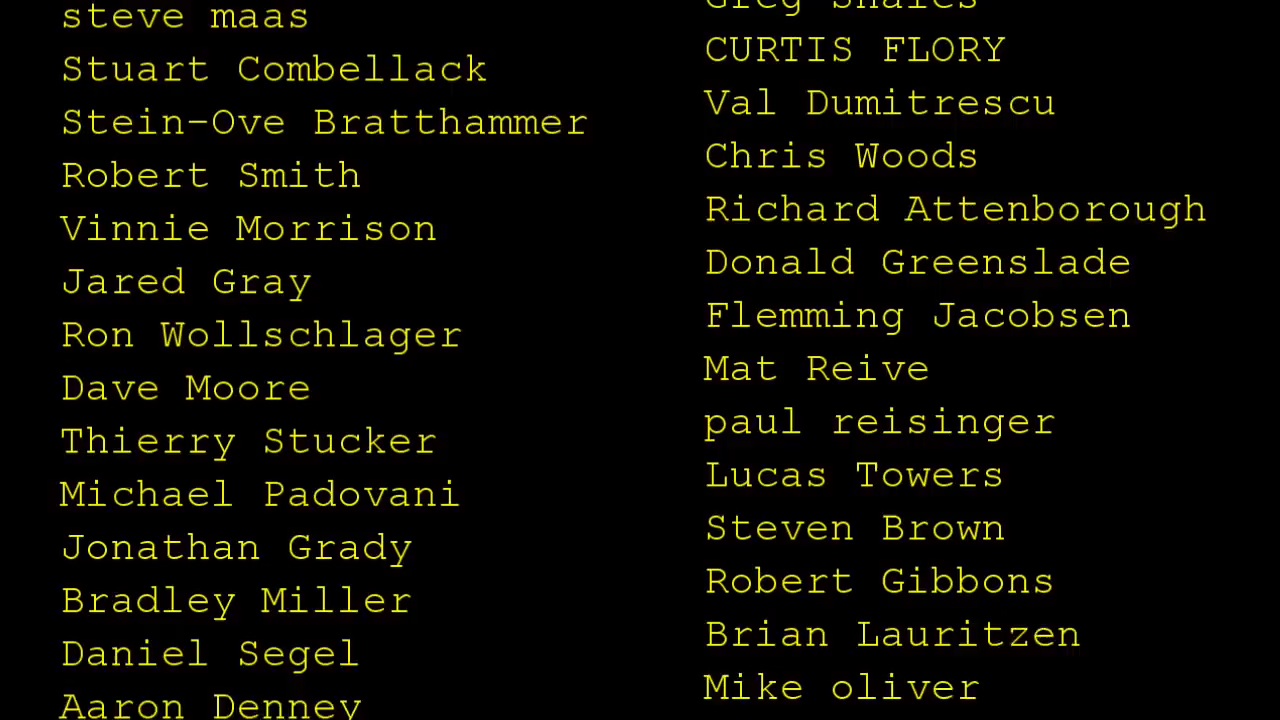 steve maas
Stuart Combellack
Stein-Ove Bratthammer
Robert Smith
Vinnie Morrison
Jared Gray
Ron Wollschlager
Dave Moore
Thierry Stucker
Michael Padovani
Jonathan Grady
Bradley Miller
Daniel Segel
Aaron Denney
Greg Shales
CURTIS FLORY
Val Dumitrescu
Chris Woods
Richard Attenborough
Donald Greenslade
Flemming Jacobsen
Mat Reive
paul reisinger
Lucas Towers
Steven Brown
Robert Gibbons
Brian Lauritzen
Mike oliver